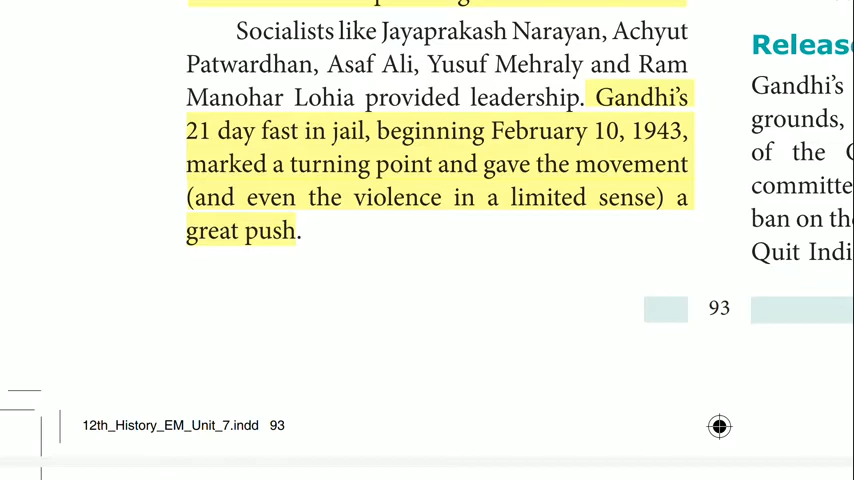 Socialists like Jayaprakash Narayan, Achyut
Patwardhan, Asaf Ali, Yusuf Mehraly and Ram
Manohar Lohia provided leadership. Gandhi's
21 day fast in jail, beginning February 10, 1943,
marked a turning point and gave the movement
(and even the violence in a limited sense) a
great push.
Gandhi's
grounds,
of the
committe
ban on the
Quit Indi
93
12th_History_EM_Unit_7.indd 93